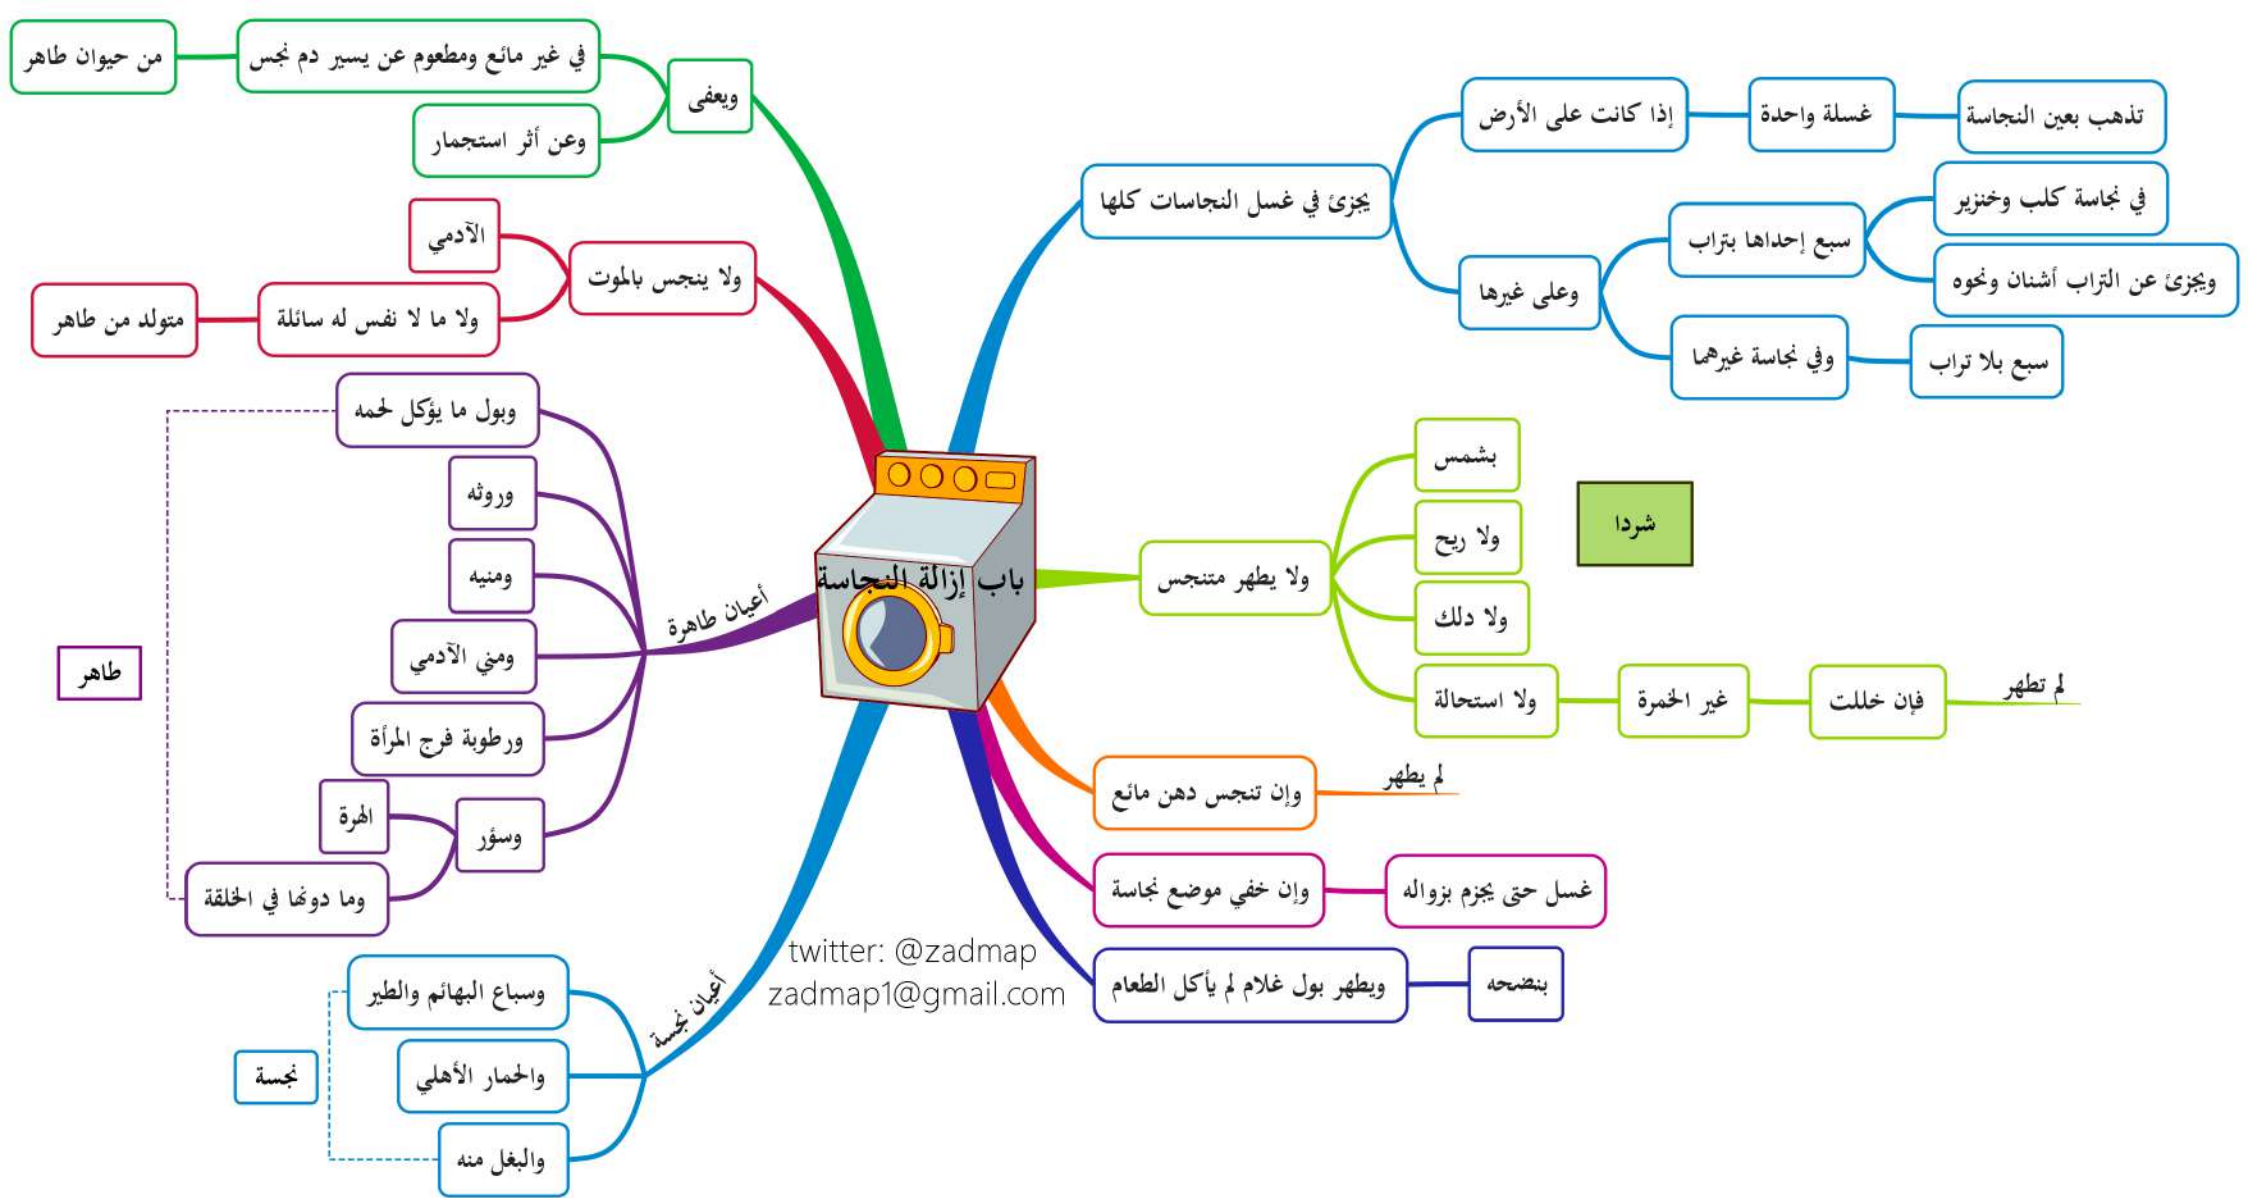 باب إزالة النجاسة
يجزئ في غسل النجاسات كلها
إذا كانت على الأرض
غسلة واحدة
تذهب بعين النجاسة
وعلى غيرها
سبع إحداها بتراب
في نجاسة كلب وخنزير
ويجزئ عن التراب أشنان ونحوه
وفي نجاسة غيرهما
سبع بلا تراب
ولا يطهر متنجس
بشمس
ولا ريح
ولا دلك
ولا استحالة
غير الخمرة
فإن خللت
لم تطهر
شردا
وإن تنجس دهن مائع
لم يطهر
وإن خفي موضع نجاسة
غسل حتى يجزم بزواله
ويطهر بول غلام لم يأكل الطعام
بنضحه
ويعفى
في غير مائع ومطعوم عن يسير دم نجس
من حيوان طاهر
وعن أثر استجمار
ولا ينجس بالموت
الآدمي
ولا ما لا نفس له سائلة
متولد من طاهر
أعيان طاهرة
وبول ما يؤكل لحمه
وروثه
ومنيه
ومني الآدمي
ورطوبة فرج المرأة
وسؤر
الهرة
وما دونها في الخلقة
طاهر
أعيان نجسة
وسباع البهائم والطير
والحمار الأهلي
والبغل منه
نجسة
twitter: @zadmap
zadmap1@gmail.com